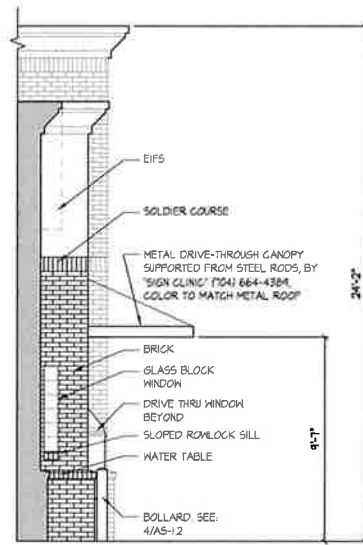 EIFS
SOLDIER COURSE
METAL DRIVE-THROUGH CANOPY
SUPPORTED FROM STEEL RODS, BY
"SIGN CLINIC" (704) 664-4389,
COLOR TO MATCH METAL ROOF
24'-2"
BRICK
GLASS BLOCK
WINDOW
DRIVE THRU WINDOW
BEYOND
9'-7"
SLOPED ROWLOCK SILL
WATER TABLE
BOLLARD, SEE:
4/AS-1.2